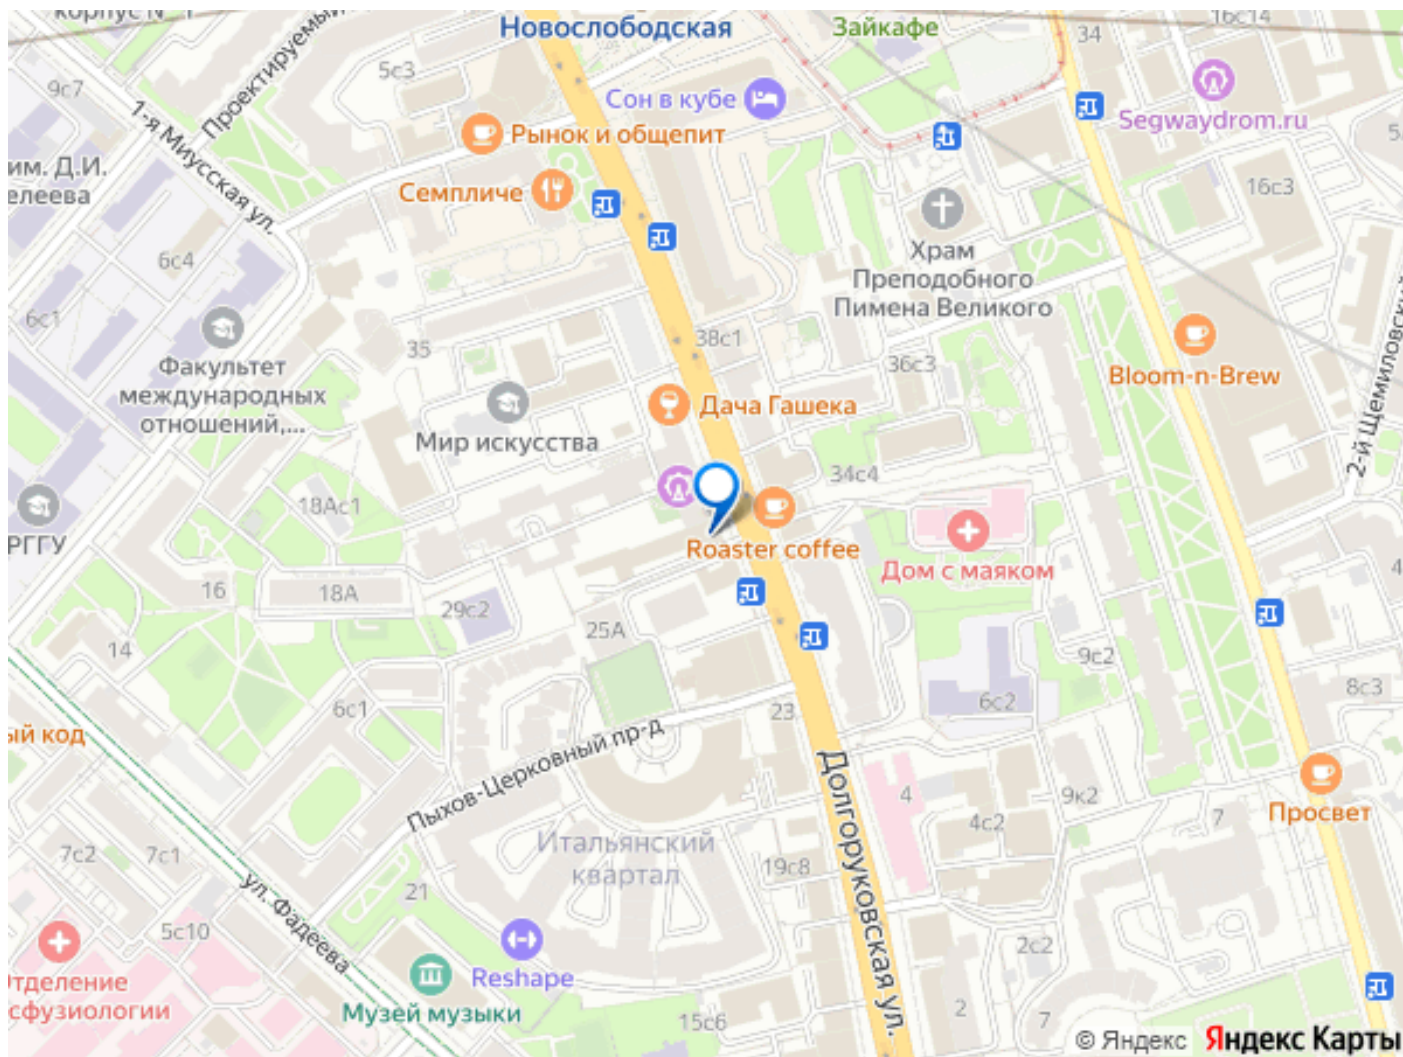 Новослободская
Зайкафе
16с14
34
5с3
9с7
Проектируемый
1-я Миусская ул.
Сон в кубе
Segwaydrom.ru
Рынок и общепит
им. Д.И.
елеева
Семпличе
16с3
Храм
Преподобного
Пимена Великого
6с4
6с1
38с1
35
36с3
Факультет
международных
отношений,...
Bloom-n-Brew
2-й Щемиловский
Дача Гашека
Мир искусства
34с4
18Ас1
РГГУ
Roaster coffee
Дом с маяком
16
18А
29с2
25А
14
9с2
6с2
8с3
6с1
23
ый код
Пыхов-Церковный пр-д
Долгоруковская ул.
4
9к2
7
4с2
Просвет
Итальянский
квартал
7с2
7с1
19с8
21
ул. Фадеева
5с10
2с2
Reshape
Отделение
сфузиологии
Музей музыки
15с6
2
7
© Яндекс Яндекс Карты